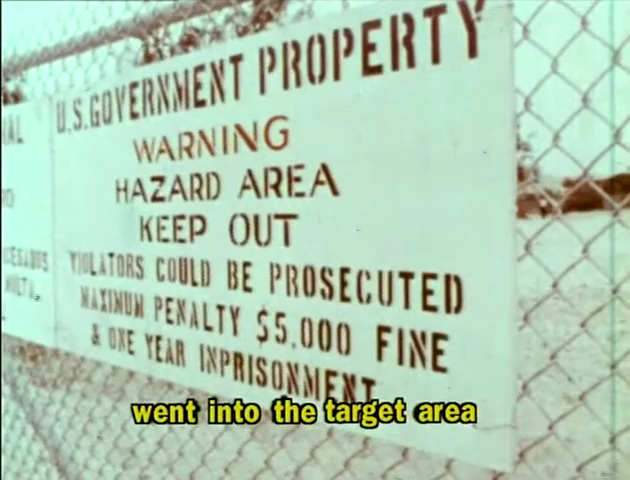 U.S. GOVERNMENT PROPERTY
WARNING
HAZARD AREA
KEEP OUT
VIOLATORS COULD BE PROSECUTED
MAXIMUM PENALTY $5,000 FINE
& ONE YEAR INPRISONMENT
went into the target area